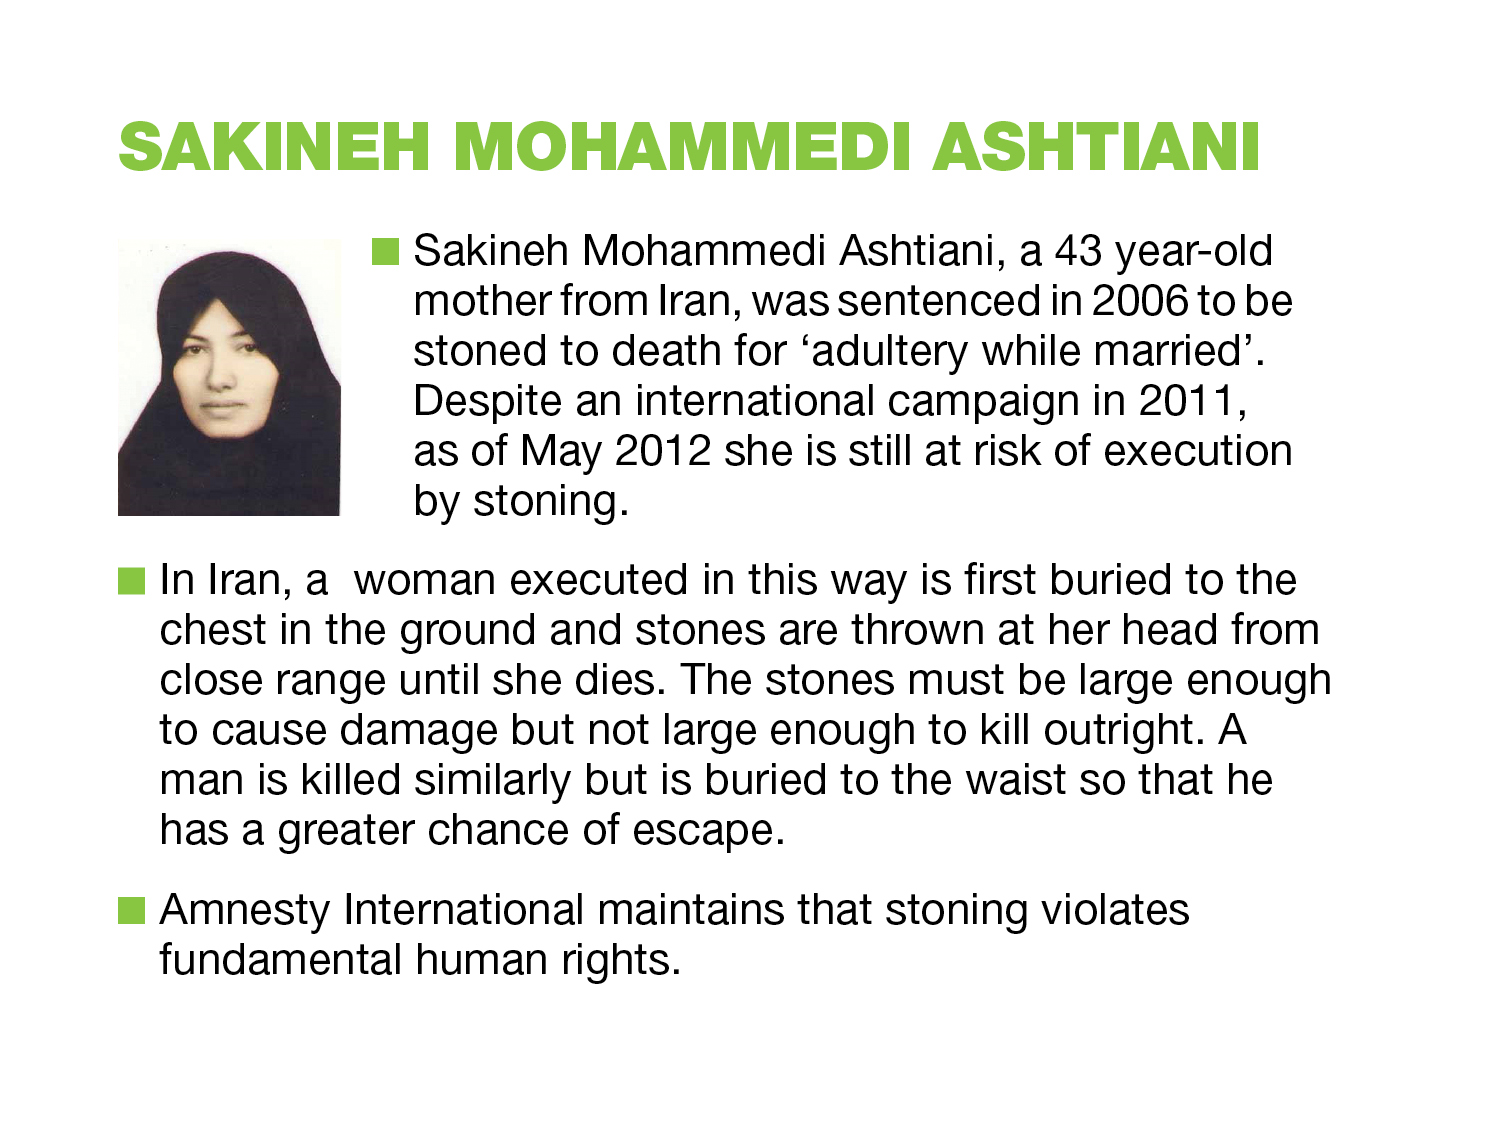 SAKINEH MOHAMMEDI ASHTIANI
Sakineh Mohammedi Ashtiani, a 43 year-old
mother from Iran, was sentenced in 2006 to be
stoned to death for ‘adultery while married’.
Despite an international campaign in 2011,
as of May 2012 she is still at risk of execution
by stoning.
In Iran, a  woman executed in this way is first buried to the
chest in the ground and stones are thrown at her head from
close range until she dies. The stones must be large enough
to cause damage but not large enough to kill outright. A
man is killed similarly but is buried to the waist so that he
has a greater chance of escape.
Amnesty International maintains that stoning violates
fundamental human rights.